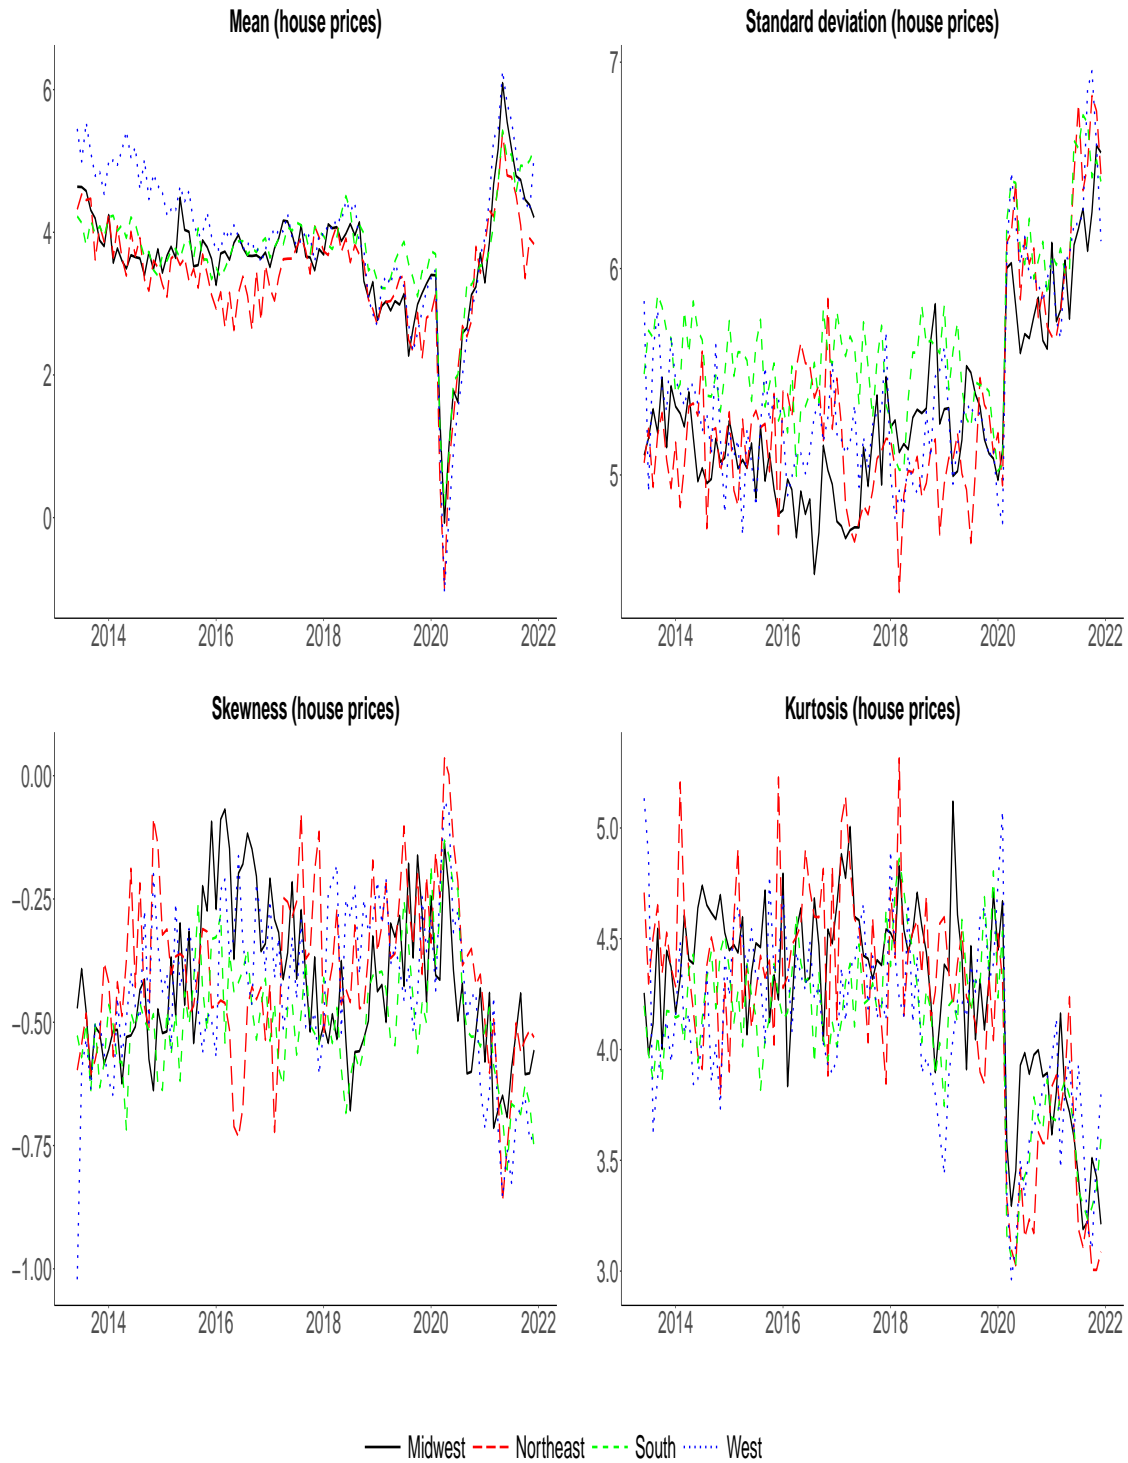 Mean (house prices)
Standard deviation (house prices)
6
4
2
0
2014 2016 2018 2020 2022
7
6
5
2014 2016 2018 2020 2022
Skewness (house prices)
Kurtosis (house prices)
0.00
−0.25
−0.50
−0.75
−1.00
2014 2016 2018 2020 2022
5.0
4.5
4.0
3.5
3.0
2014 2016 2018 2020 2022
Midwest Northeast South West